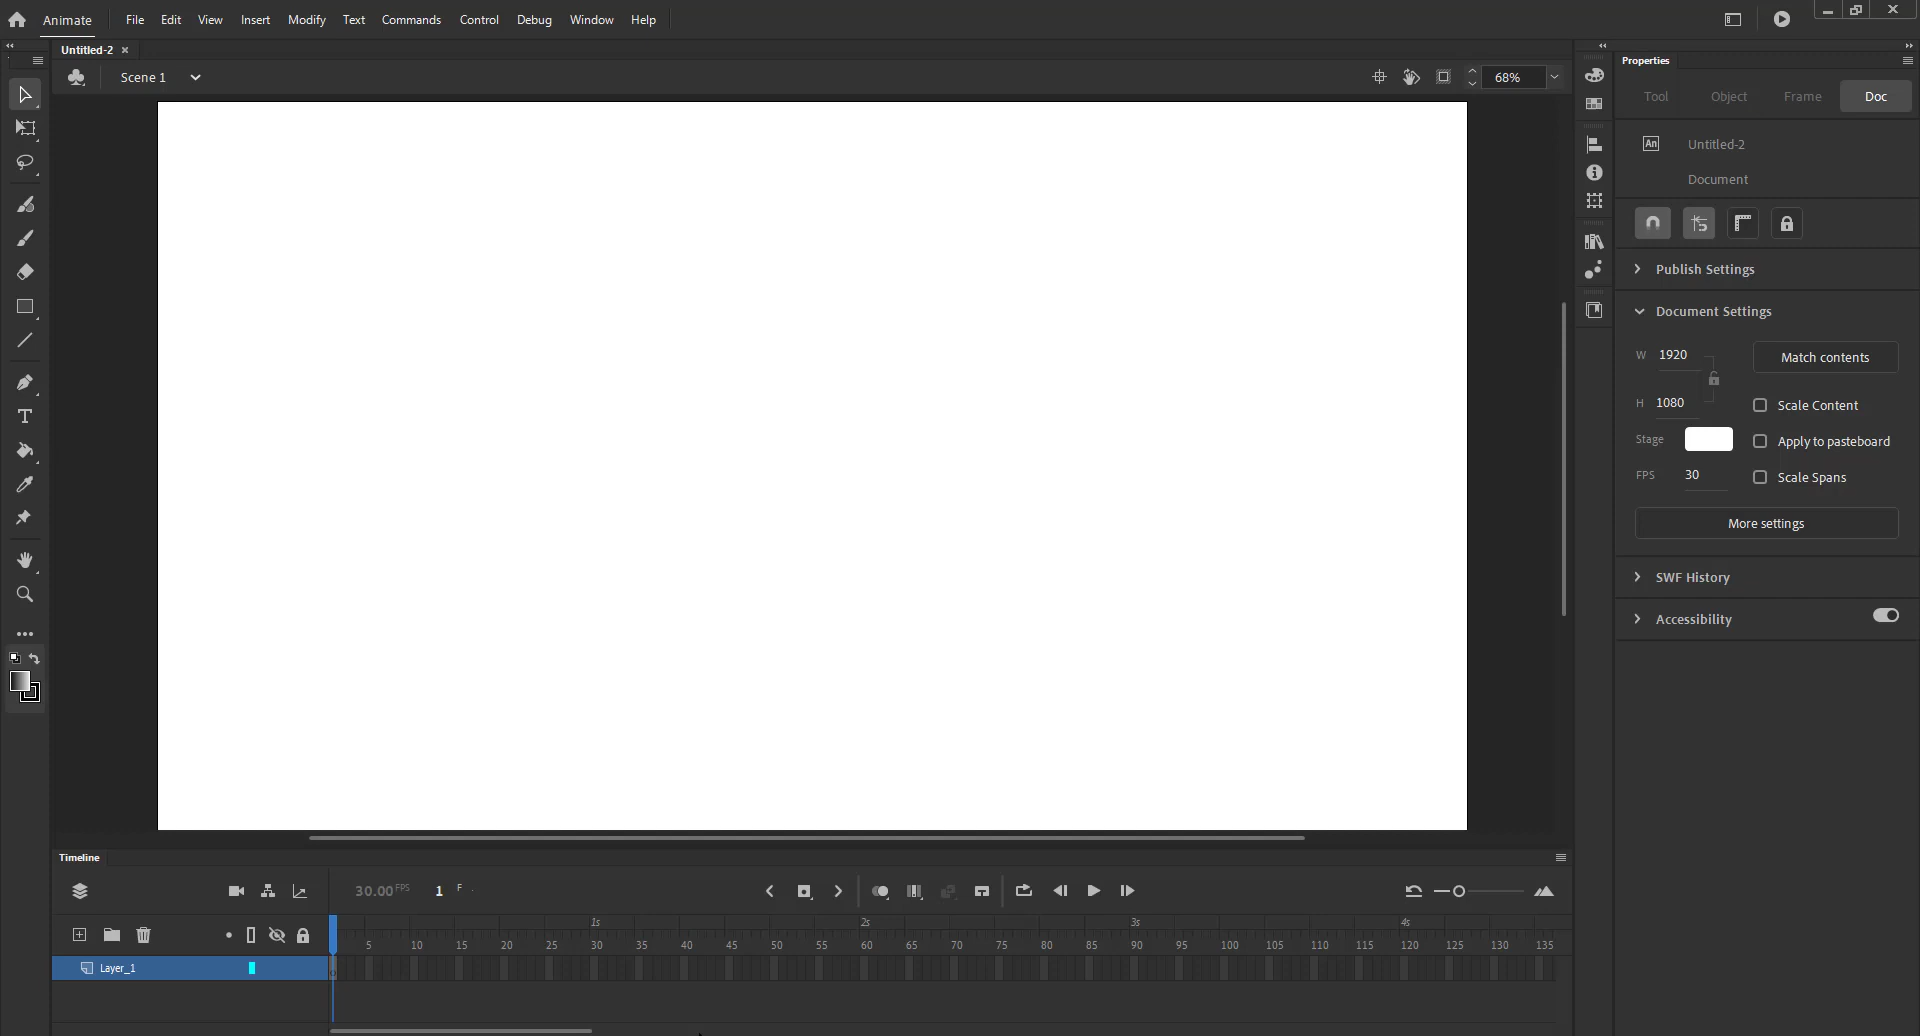 Animate File Edit View Insert Modify Text Commands Control Debug Window Help
Untitled-2
Scene 1 68%
Properties
Tool Object Frame Doc
An Untitled-2
Document
Publish Settings
Document Settings
W 1920 Match contents
H 1080 Scale Content
Stage Apply to pasteboard
FPS 30 Scale Spans
More settings
SWF History
Accessibility
Timeline
30.00 FPS 1 F
1s 2s 3s 4s
5 10 15 20 25 30 35 40 45 50 55 60 65 70 75 80 85 90 95 100 105 110 115 120 125 130 135
Layer_1